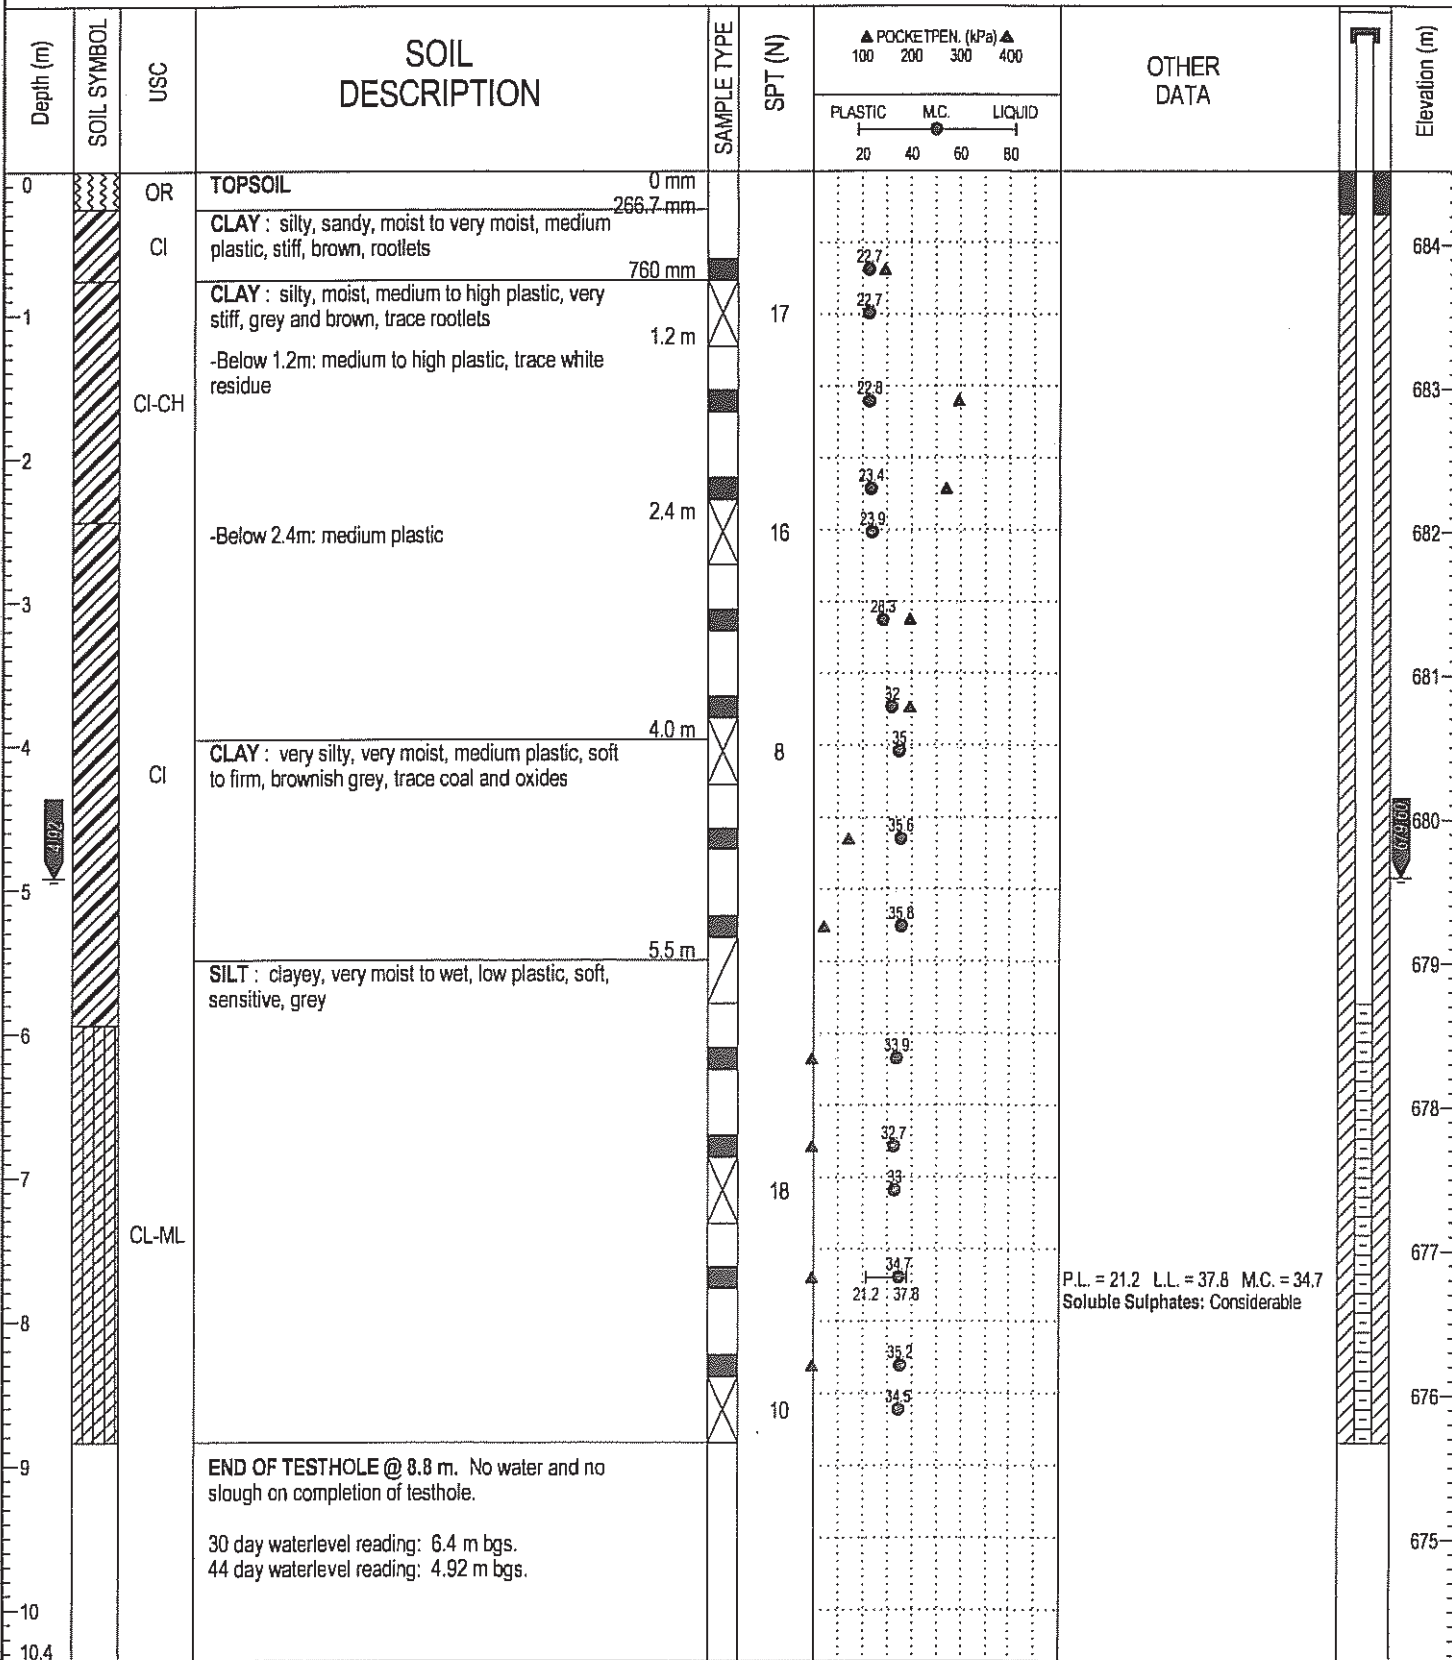 Depth (m)
SOIL SYMBOL
USC
SOIL
DESCRIPTION
SAMPLE TYPE
SPT (N)
▲ POCKETPEN. (kPa) ▲
100 200 300 400
PLASTIC M.C. LIQUID
20 40 60 80
OTHER
DATA
Elevation (m)
0
OR
TOPSOIL
0 mm
266.7 mm
CI
CLAY : silty, sandy, moist to very moist, medium
plastic, stiff, brown, rootlets
684
22.7
760 mm
CLAY : silty, moist, medium to high plastic, very
stiff, grey and brown, trace rootlets
1
17
22.7
1.2 m
-Below 1.2m: medium to high plastic, trace white
residue
683
CI-CH
22.8
2
23.4
2.4 m
-Below 2.4m: medium plastic
16
23.9
682
3
28.3
681
32
4.0 m
4
CLAY : very silty, very moist, medium plastic, soft
to firm, brownish grey, trace coal and oxides
8
35
CI
4.92
35.6
679.60
680
5
35.8
5.5 m
SILT : clayey, very moist to wet, low plastic, soft,
sensitive, grey
679
6
33.9
678
32.7
7
18
33
CL-ML
677
34.7
21.2 37.8
P.L. = 21.2 L.L. = 37.8 M.C. = 34.7
Soluble Sulphates: Considerable
8
35.2
676
10
34.5
9
END OF TESTHOLE @ 8.8 m. No water and no
slough on completion of testhole.
30 day waterlevel reading: 6.4 m bgs.
44 day waterlevel reading: 4.92 m bgs.
675
10
10.4